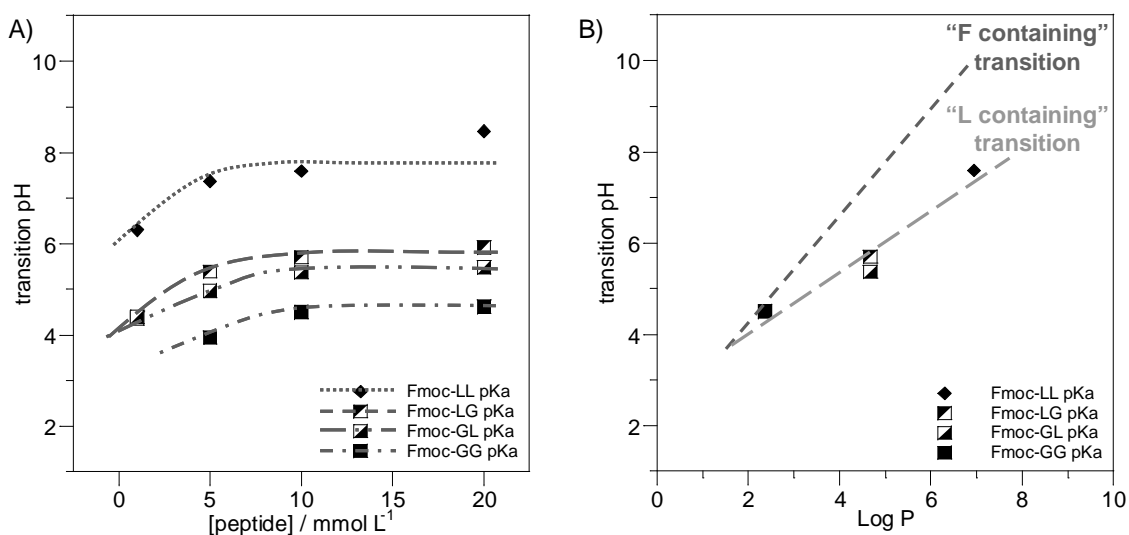 A)
transition pH
10
8
6
4
2
0
5
10
15
20
[peptide] / mmol L-1
Fmoc-LL pKa
Fmoc-LG pKa
Fmoc-GL pKa
Fmoc-GG pKa
B)
transition pH
10
8
6
4
2
0
2
4
6
8
10
Log P
“F containing”
transition
“L containing”
transition
Fmoc-LL pKa
Fmoc-LG pKa
Fmoc-GL pKa
Fmoc-GG pKa